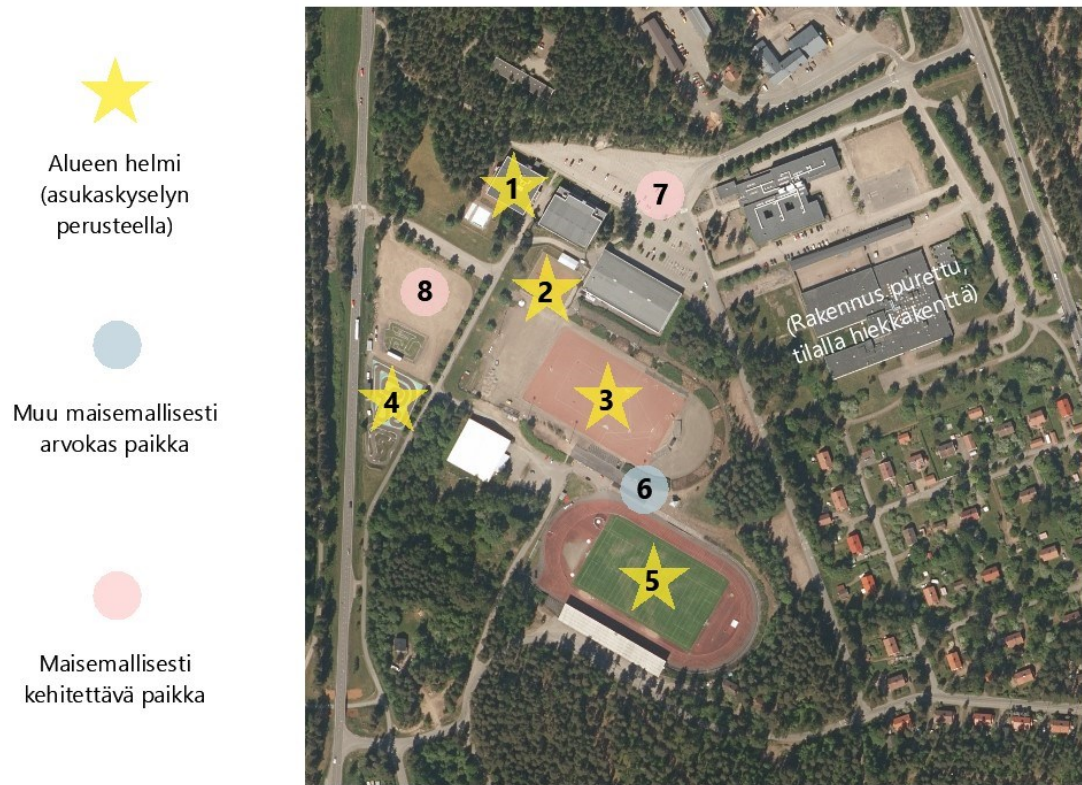 Alueen helmi
(asukaskyselyn
perusteella)
Muu maisemallisesti
arvokas paikka
Maisemallisesti
kehitettävä paikka
1
7
2
8
(Rakennus purettu,
tilalla hiekkakenttä)
3
4
6
5